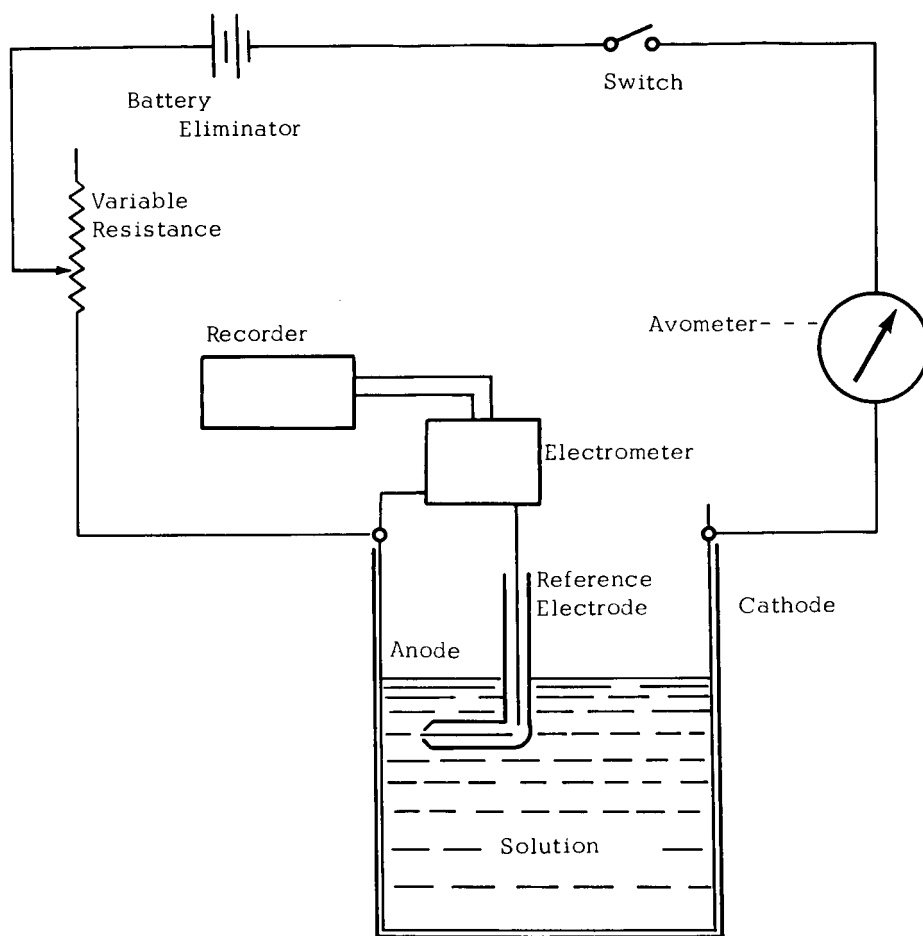 Battery
Eliminator
Switch
Variable
Resistance
Avometer
Recorder
Electrometer
Reference
Electrode
Cathode
Anode
Solution